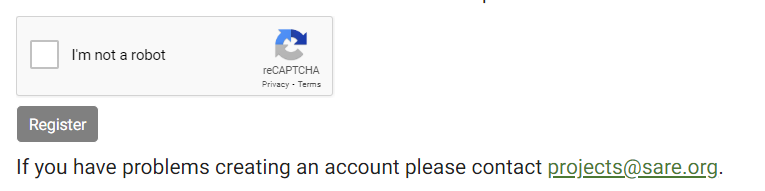 I'm not a robot
reCAPTCHA
Privacy - Terms
Register
If you have problems creating an account please contact projects@sare.org.